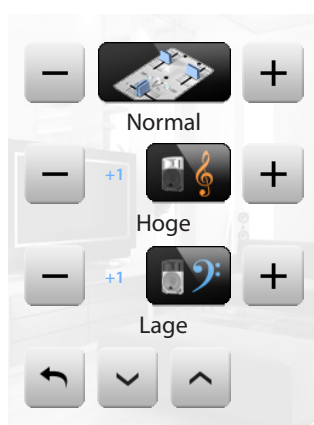 − +
Normal
− +1 +
Hoge
− +1 +
Lage